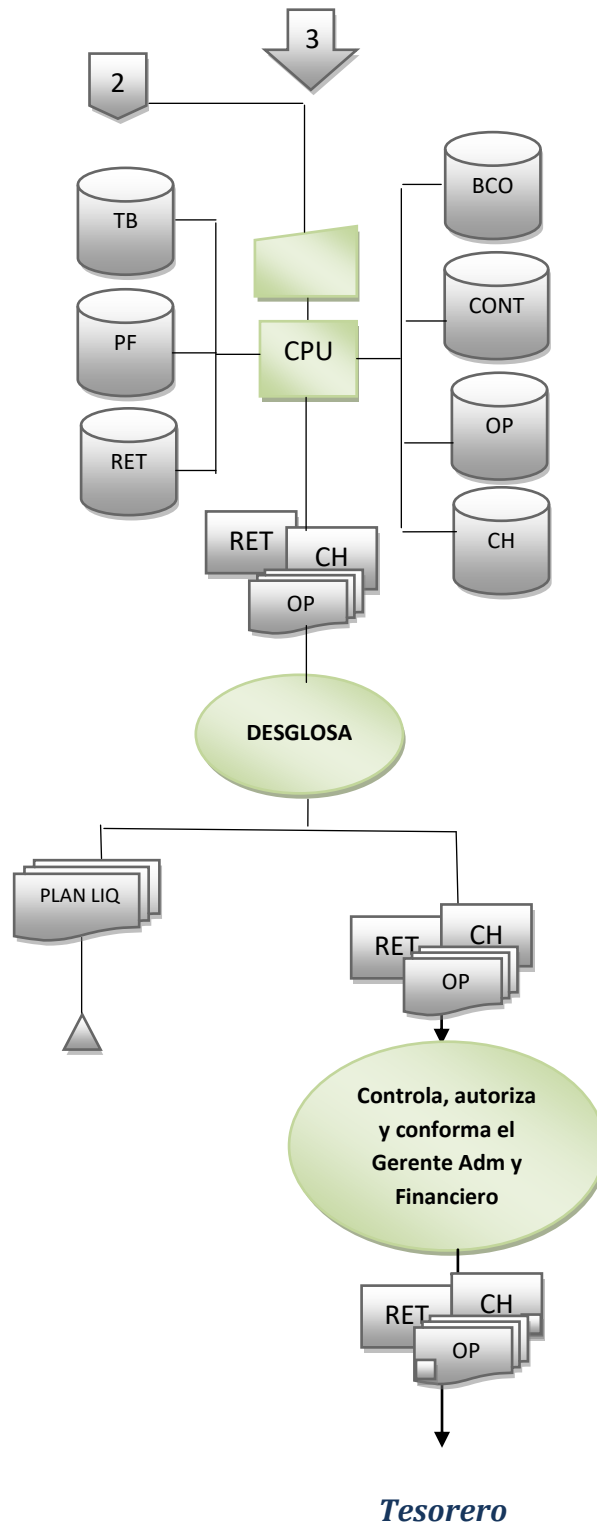 3
2
BCO
TB
CONT
CPU
PF
OP
RET
CH
RET
CH
OP
DESGLOSA
PLAN LIQ
RET
CH
OP
Controla, autoriza
y conforma el
Gerente Adm y
Financiero
RET
CH
OP
Tesorero